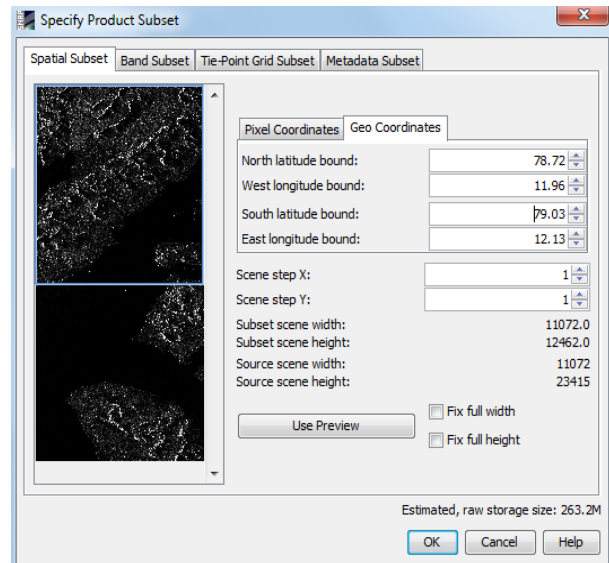 Specify Product Subset
Spatial Subset Band Subset Tie-Point Grid Subset Metadata Subset
Pixel Coordinates Geo Coordinates
North latitude bound: 78.72
West longitude bound: 11.96
South latitude bound: 79.03
East longitude bound: 12.13
Scene step X: 1
Scene step Y: 1
Subset scene width: 11072.0
Subset scene height: 12462.0
Source scene width: 11072
Source scene height: 23415
Use Preview
Fix full width
Fix full height
Estimated, raw storage size: 263.2M
OK Cancel Help